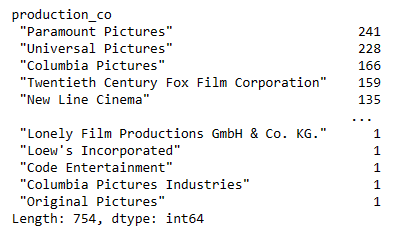 production_co
"Paramount Pictures" 241
"Universal Pictures" 228
"Columbia Pictures" 166
"Twentieth Century Fox Film Corporation" 159
"New Line Cinema" 135
...
"Lonely Film Productions GmbH & Co. KG." 1
"Loew's Incorporated" 1
"Code Entertainment" 1
"Columbia Pictures Industries" 1
"Original Pictures" 1
Length: 754, dtype: int64